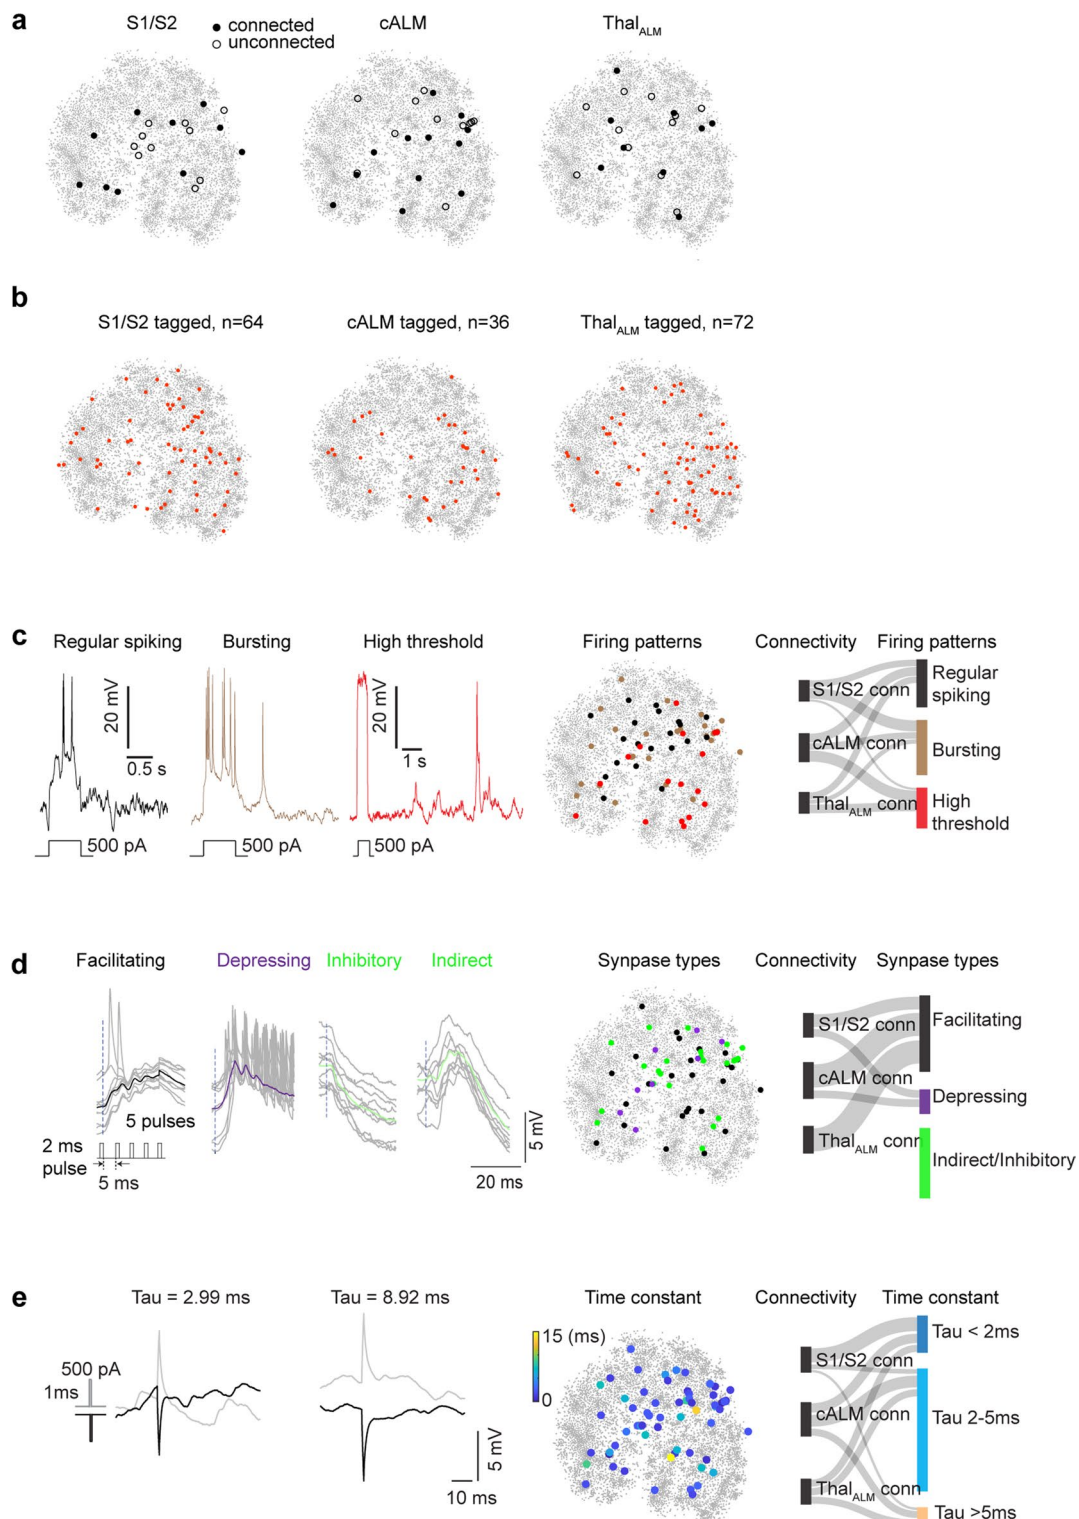 a
S1/S2
● connected
○ unconnected
cALM
Thal_ALM
b
S1/S2 tagged, n=64
cALM tagged, n=36
Thal_ALM tagged, n=72
c
Regular spiking
Bursting
High threshold
Firing patterns
Connectivity
Firing patterns
20 mV
0.5 s
20 mV
1 s
500 pA
500 pA
500 pA
S1/S2 conn
cALM conn
Thal_ALM conn
Regular
spiking
Bursting
High
threshold
d
Facilitating
Depressing
Inhibitory
Indirect
Synpase types
Connectivity
Synpase types
5 pulses
2 ms
pulse
5 ms
5 mV
20 ms
S1/S2 conn
cALM conn
Thal_ALM conn
Facilitating
Depressing
Indirect/Inhibitory
e
Tau = 2.99 ms
Tau = 8.92 ms
Time constant
Connectivity
Time constant
500 pA
1ms
5 mV
10 ms
15 (ms)
0
S1/S2 conn
cALM conn
Thal_ALM conn
Tau < 2ms
Tau 2-5ms
Tau >5ms